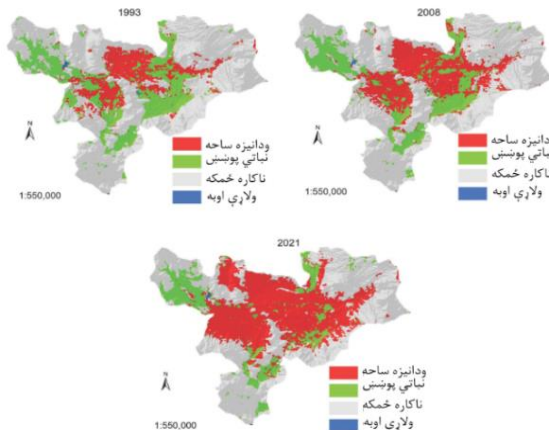 1993
N
ودانیزه ساحه
نباتي پوښښ
ناکاره ځمکه
ولاړې اوبه
1:550,000
2008
N
ودانیزه ساحه
نباتي پوښښ
ناکاره ځمکه
ولاړې اوبه
1:550,000
2021
N
ودانیزه ساحه
نباتي پوښښ
ناکاره ځمکه
ولاړې اوبه
1:550,000